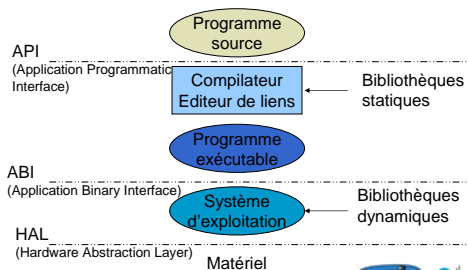 Programme
source
API
(Application Programmatic
Interface)
Compilateur
Editeur de liens
Bibliothèques
statiques
Programme
exécutable
ABI
(Application Binary Interface)
Système
d'exploitation
Bibliothèques
dynamiques
HAL
(Hardware Abstraction Layer)
Matériel